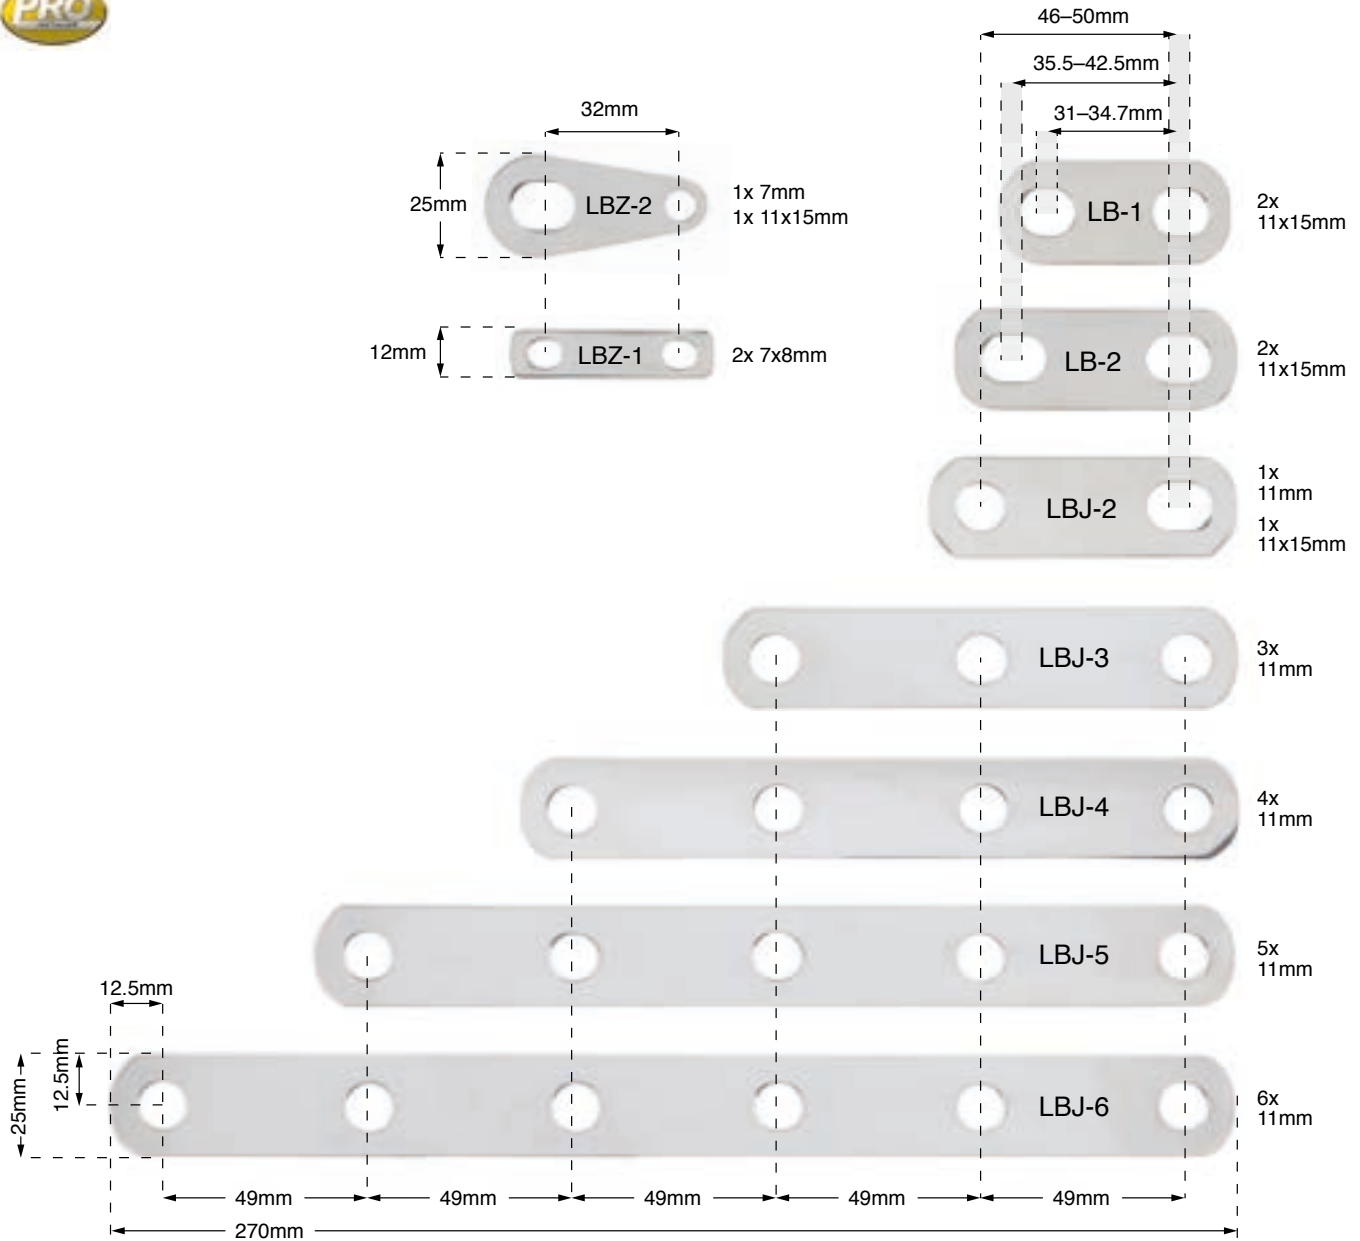 PRO
46–50mm
35.5–42.5mm
31–34.7mm
32mm
25mm
LBZ-2
1x 7mm
1x 11x15mm
LB-1
2x
11x15mm
12mm
LBZ-1
2x 7x8mm
LB-2
2x
11x15mm
LBJ-2
1x
11mm
1x
11x15mm
LBJ-3
3x
11mm
LBJ-4
4x
11mm
LBJ-5
5x
11mm
12.5mm
12.5mm
25mm
LBJ-6
6x
11mm
49mm
49mm
49mm
49mm
49mm
270mm